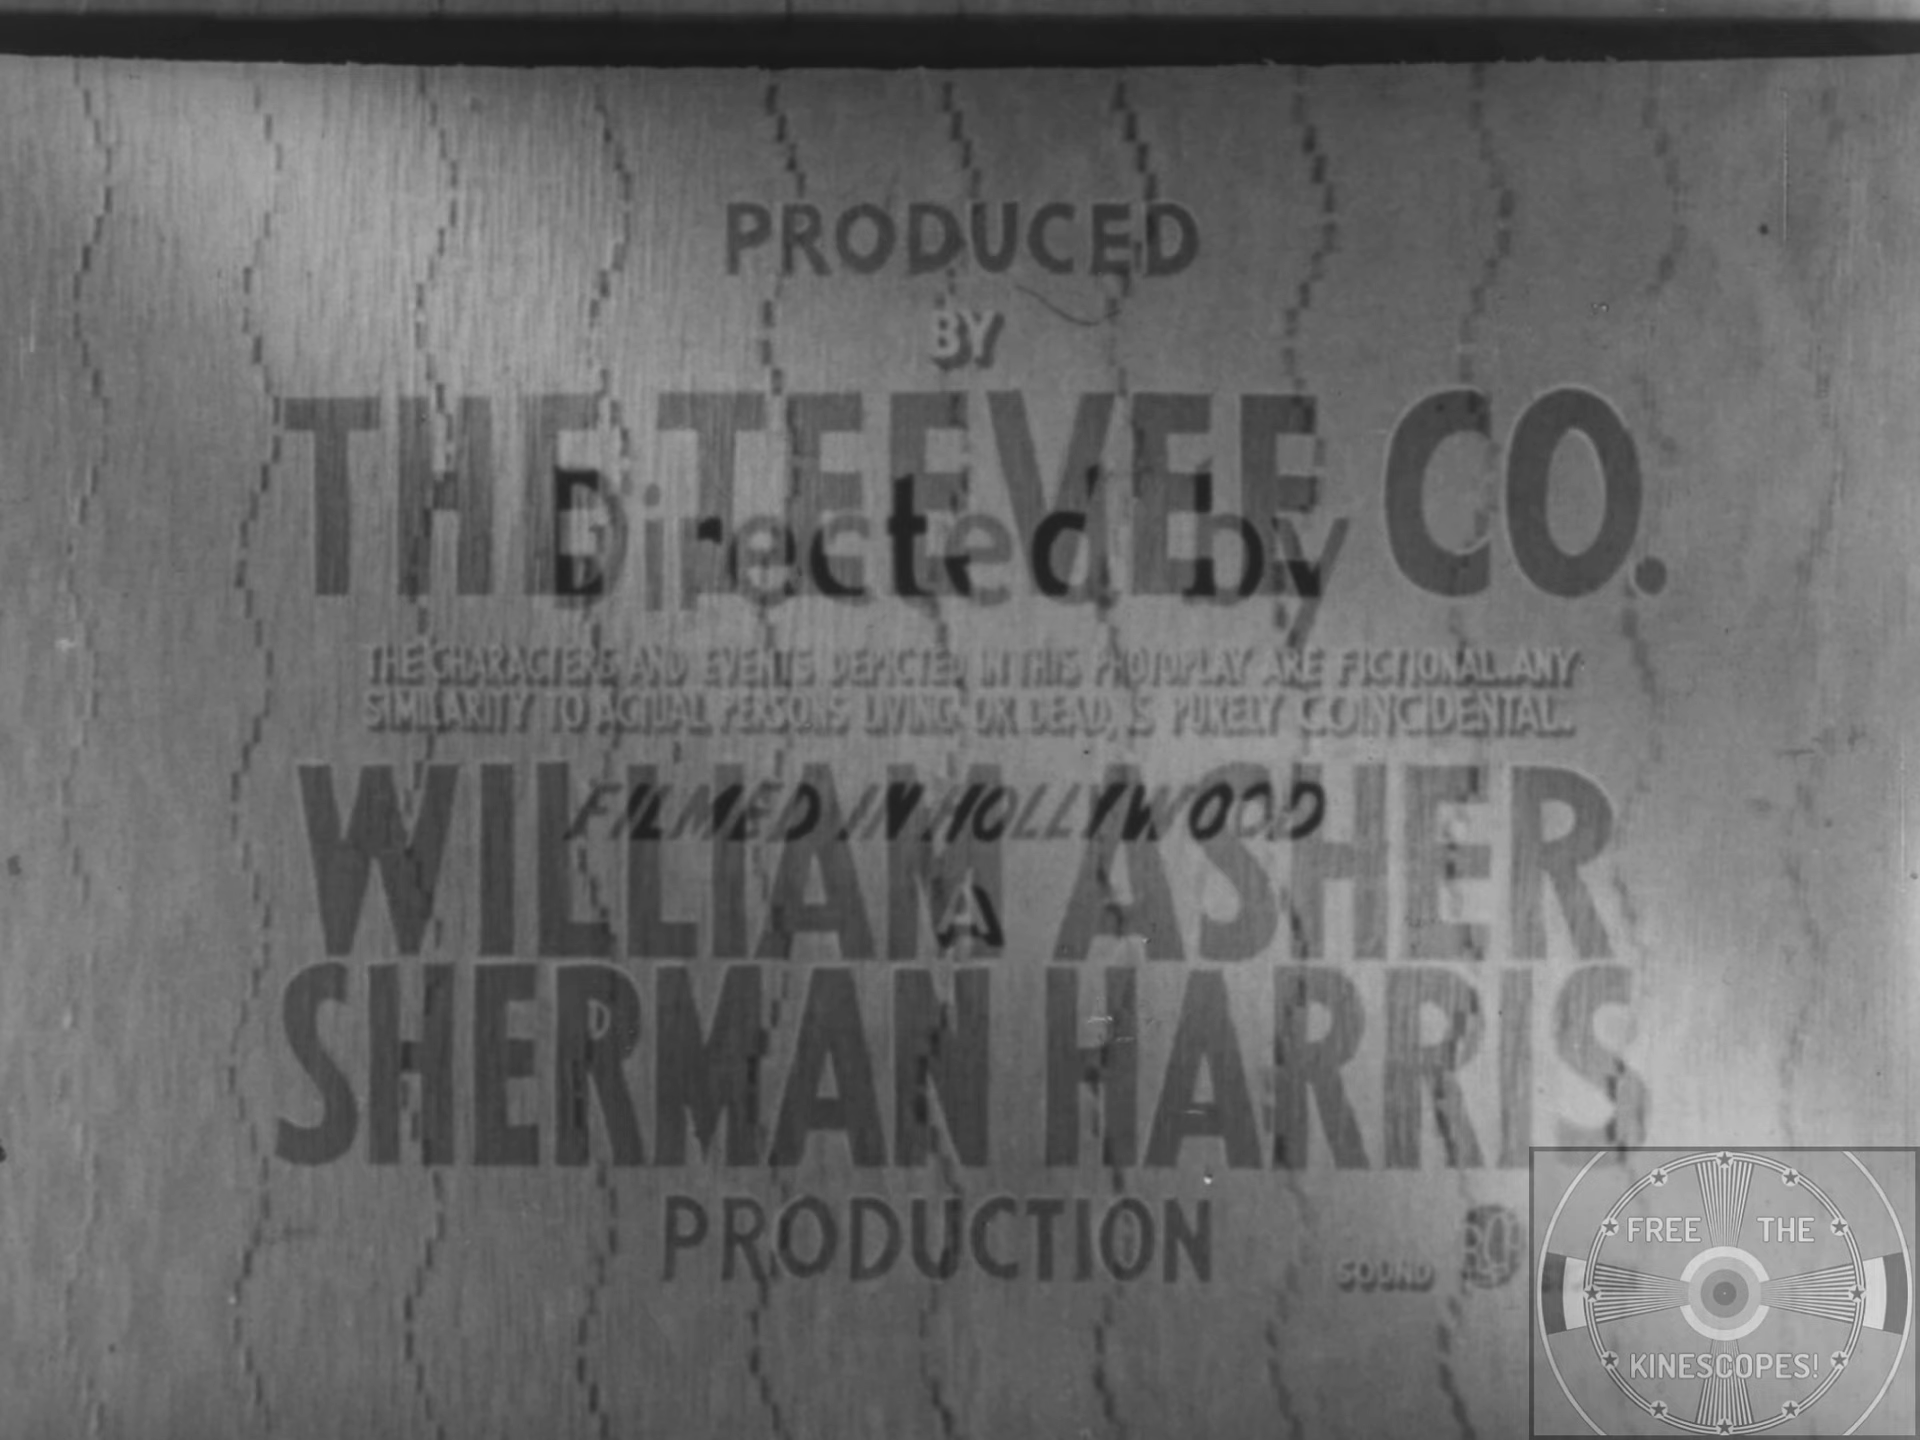 PRODUCED
BY
THE TEEVEE CO.
Directed by
THE CHARACTERS AND EVENTS DEPICTED IN THIS PHOTOPLAY ARE FICTIONAL. ANY
SIMILARITY TO ACTUAL PERSONS LIVING OR DEAD, IS PURELY COINCIDENTAL.
WILLIAM ASHER
FILMED IN HOLLYWOOD
A
SHERMAN HARRIS
PRODUCTION
SOUND RCA
FREE THE
KINESCOPES!